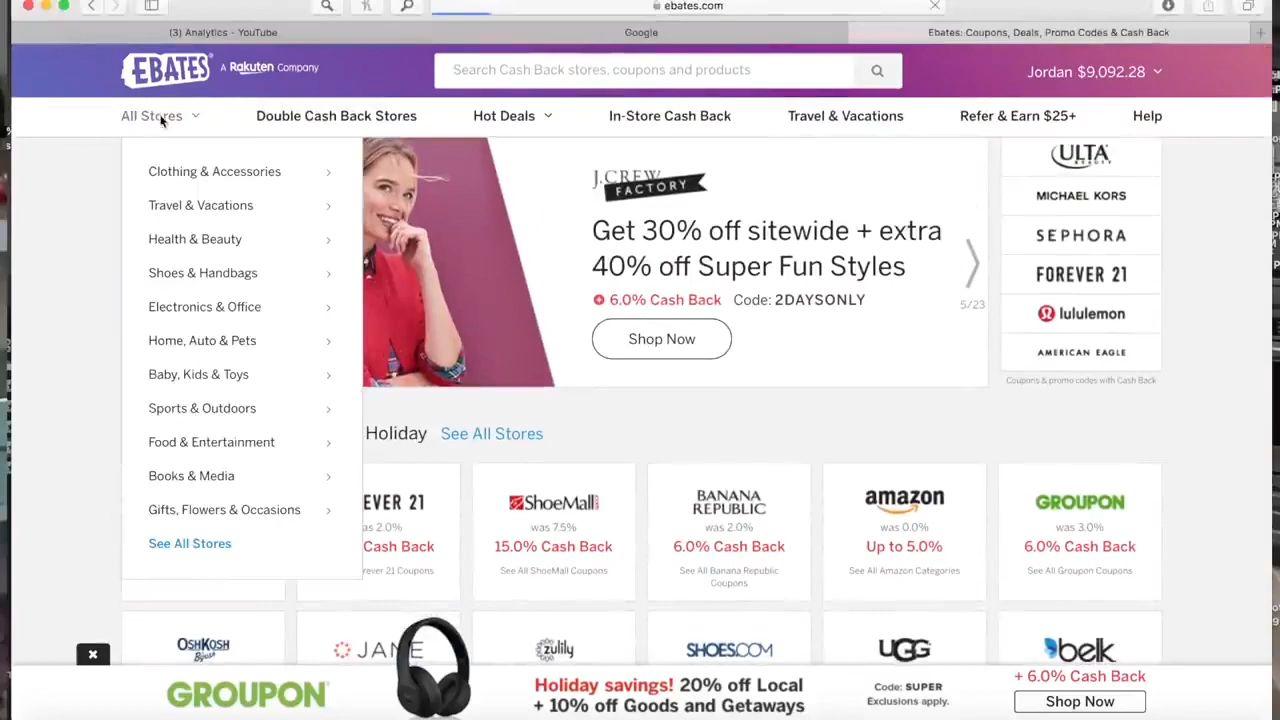 ebates.com
(3) Analytics - YouTube
Google
Ebates: Coupons, Deals, Promo Codes & Cash Back
EBATES A Rakuten Company
Search Cash Back stores, coupons and products
Jordan $9,092.28
All Stores
Double Cash Back Stores
Hot Deals
In-Store Cash Back
Travel & Vacations
Refer & Earn $25+
Help
Clothing & Accessories
Travel & Vacations
Health & Beauty
Shoes & Handbags
Electronics & Office
Home, Auto & Pets
Baby, Kids & Toys
Sports & Outdoors
Food & Entertainment
Books & Media
Gifts, Flowers & Occasions
See All Stores
J.CREW
FACTORY
Get 30% off sitewide + extra
40% off Super Fun Styles
6.0% Cash Back Code: 2DAYSONLY
Shop Now
5/23
ULTA
BEAUTY
MICHAEL KORS
SEPHORA
FOREVER 21
lululemon
AMERICAN EAGLE
Coupons & promo codes with Cash Back
Holiday See All Stores
EVER 21
as 2.0%
Cash Back
rever 21 Coupons
ShoeMall
was 7.5%
15.0% Cash Back
See All ShoeMall Coupons
BANANA
REPUBLIC
was 2.0%
6.0% Cash Back
See All Banana Republic
Coupons
amazon
was 0.0%
Up to 5.0%
See All Amazon Categories
GROUPON
was 3.0%
6.0% Cash Back
See All Groupon Coupons
OSHKOSH
B'gosh
JANE
zulily
SHOES.COM
UGG
belk
GROUPON
Holiday savings! 20% off Local
+ 10% off Goods and Getaways
Code: SUPER
Exclusions apply.
+ 6.0% Cash Back
Shop Now